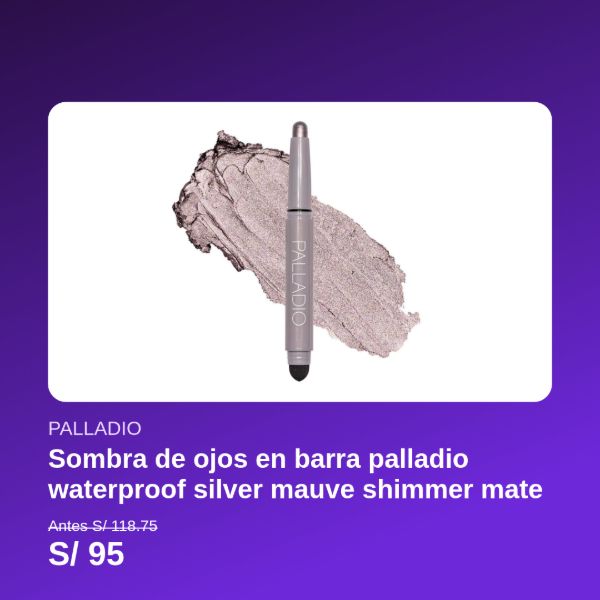 PALLADIO
PALLADIO
Sombra de ojos en barra palladio
waterproof silver mauve shimmer mate
Antes S/ 118.75
S/ 95